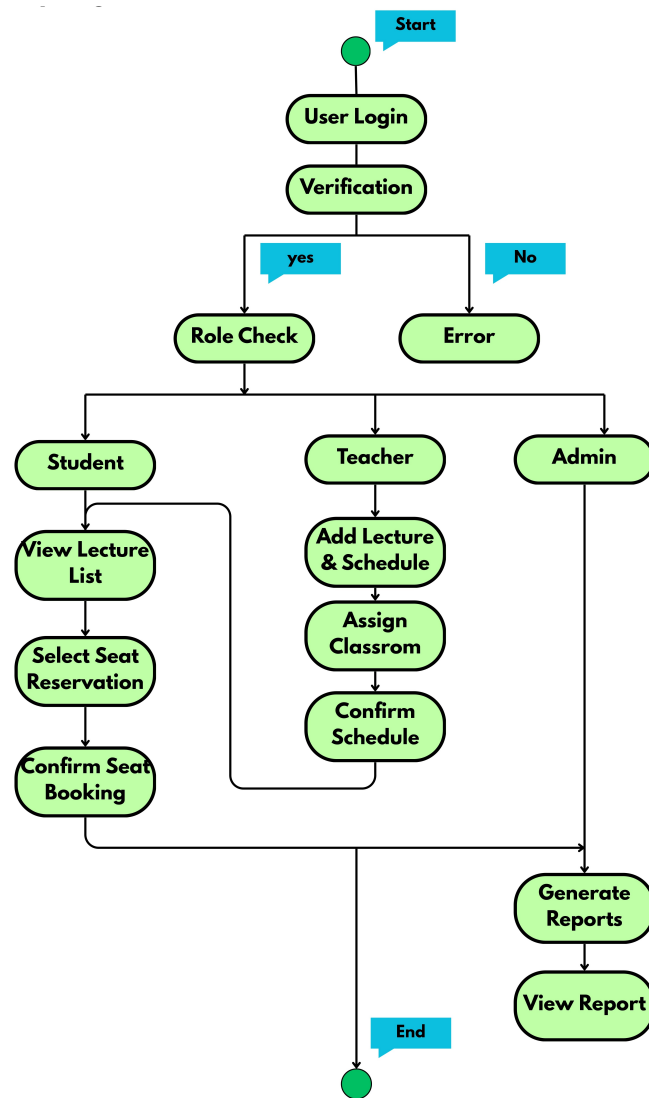 Start
User Login
Verification
yes
No
Role Check
Error
Student
Teacher
Admin
View Lecture
List
Add Lecture
& Schedule
Select Seat
Reservation
Assign
Classrom
Confirm Seat
Booking
Confirm
Schedule
Generate
Reports
View Report
End